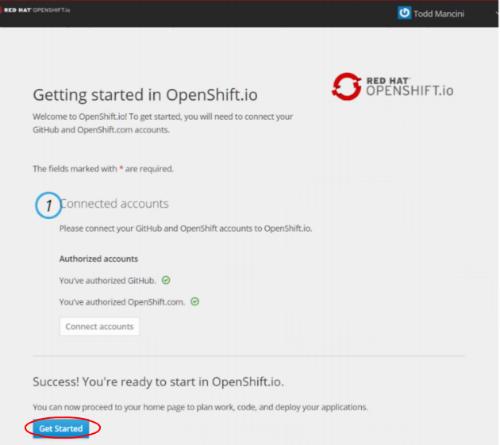 RED HAT OPENSHIFT.io
Todd Mancini
RED HAT
OPENSHIFT.io
Getting started in OpenShift.io
Welcome to OpenShift.io! To get started, you will need to connect your
GitHub and OpenShift.com accounts.
The fields marked with * are required.
1 Connected accounts
Please connect your GitHub and OpenShift accounts to OpenShift.io.
Authorized accounts
You've authorized GitHub.
You've authorized OpenShift.com.
Connect accounts
Success! You're ready to start in OpenShift.io.
You can now proceed to your home page to plan work, code, and deploy your applications.
Get Started